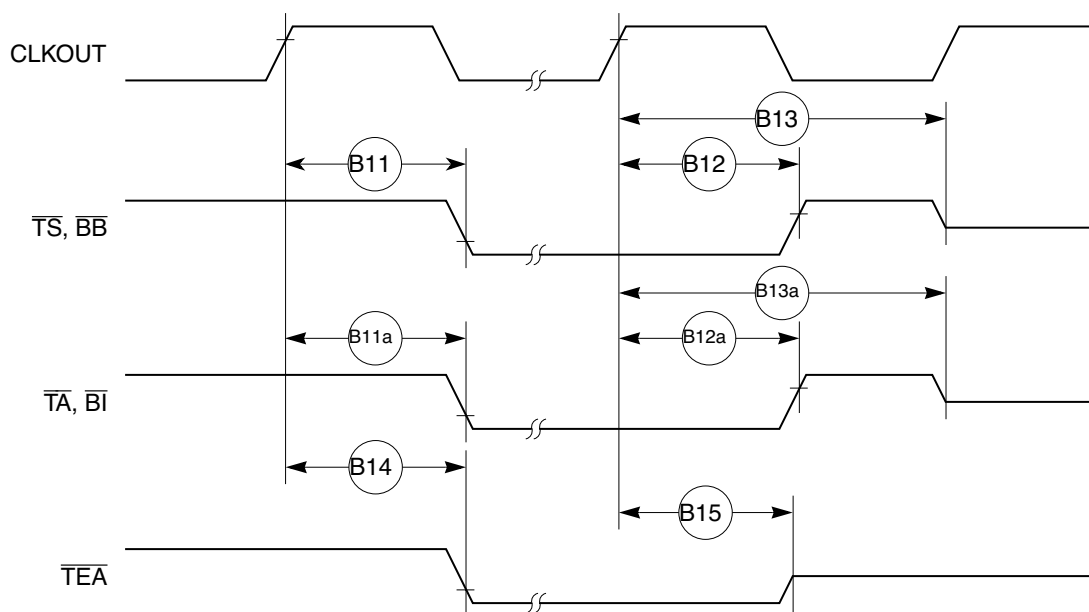 CLKOUT
B13
B11
B12
TS, BB
B13a
B11a
B12a
TA, BI
B14
B15
TEA